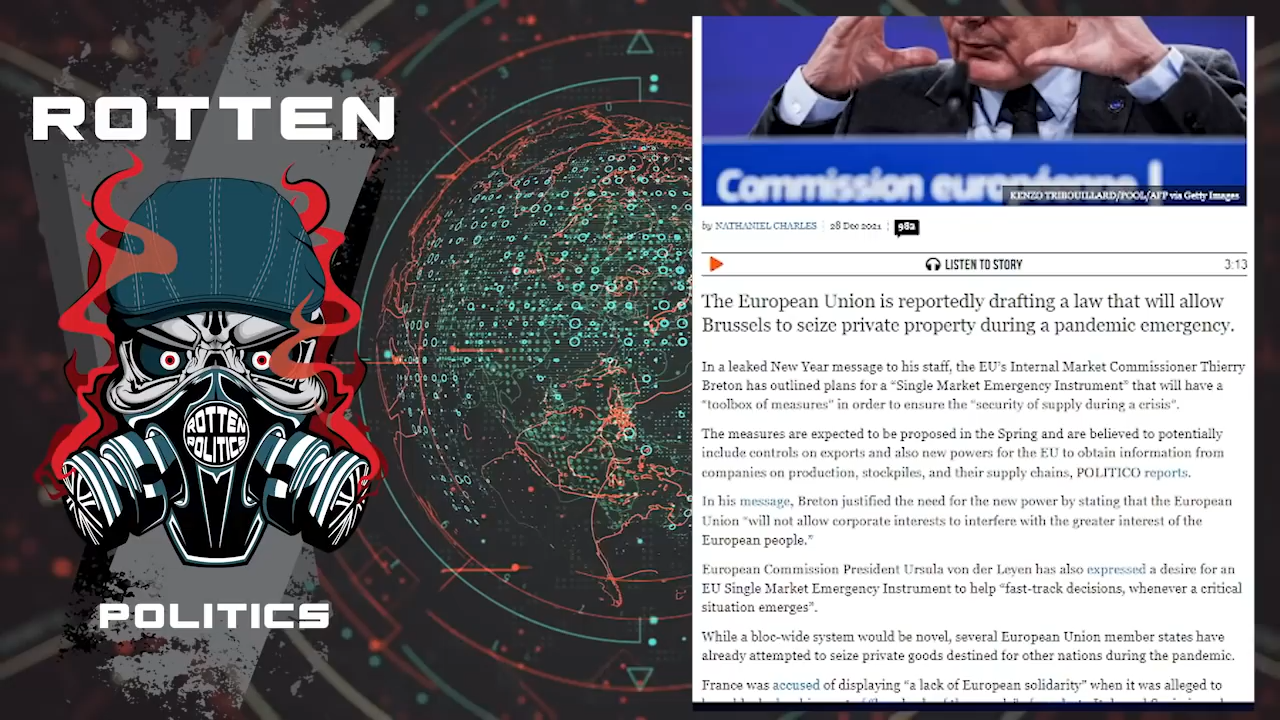 ROTTEN
ROTTEN
POLITICS
POLITICS
Commission
KENZO TRIBOUILLARD/POOL/AFP via Getty Images
by NATHANIEL CHARLES 28 Dec 2021 982
LISTEN TO STORY 3:13
The European Union is reportedly drafting a law that will allow
Brussels to seize private property during a pandemic emergency.
In a leaked New Year message to his staff, the EU's Internal Market Commissioner Thierry
Breton has outlined plans for a “Single Market Emergency Instrument” that will have a
“toolbox of measures” in order to ensure the “security of supply during a crisis”.
The measures are expected to be proposed in the Spring and are believed to potentially
include controls on exports and also new powers for the EU to obtain information from
companies on production, stockpiles, and their supply chains, POLITICO reports.
In his message, Breton justified the need for the new power by stating that the European
Union “will not allow corporate interests to interfere with the greater interest of the
European people.”
European Commission President Ursula von der Leyen has also expressed a desire for an
EU Single Market Emergency Instrument to help “fast-track decisions, whenever a critical
situation emerges”.
While a bloc-wide system would be novel, several European Union member states have
already attempted to seize private goods destined for other nations during the pandemic.
France was accused of displaying “a lack of European solidarity” when it was alleged to